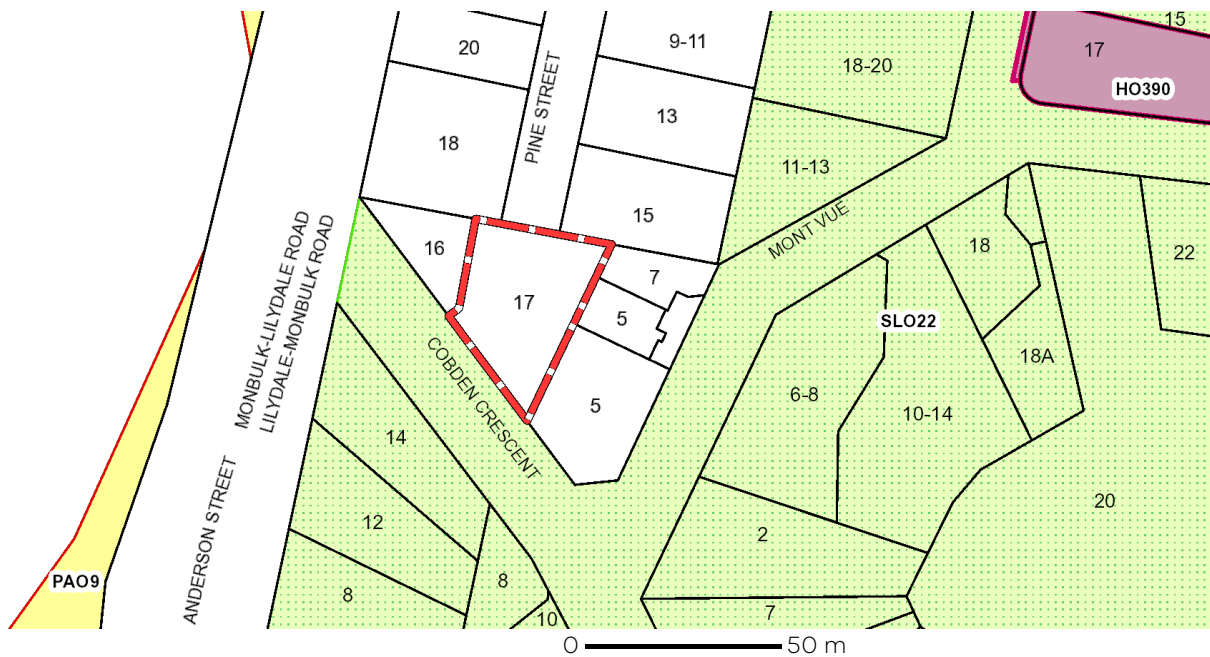 15
9-11
20
17
18-20
HO390
13
PINE STREET
18
11-13
15
MONT VUE
16
7
18
22
17
5
SLO22
MONBULK-LILYDALE ROAD
LILYDALE-MONBULK ROAD
18A
COBDEN CRESCENT
6-8
5
10-14
14
20
12
2
ANDERSON STREET
PAO9
8
8
7
10
0 50 m